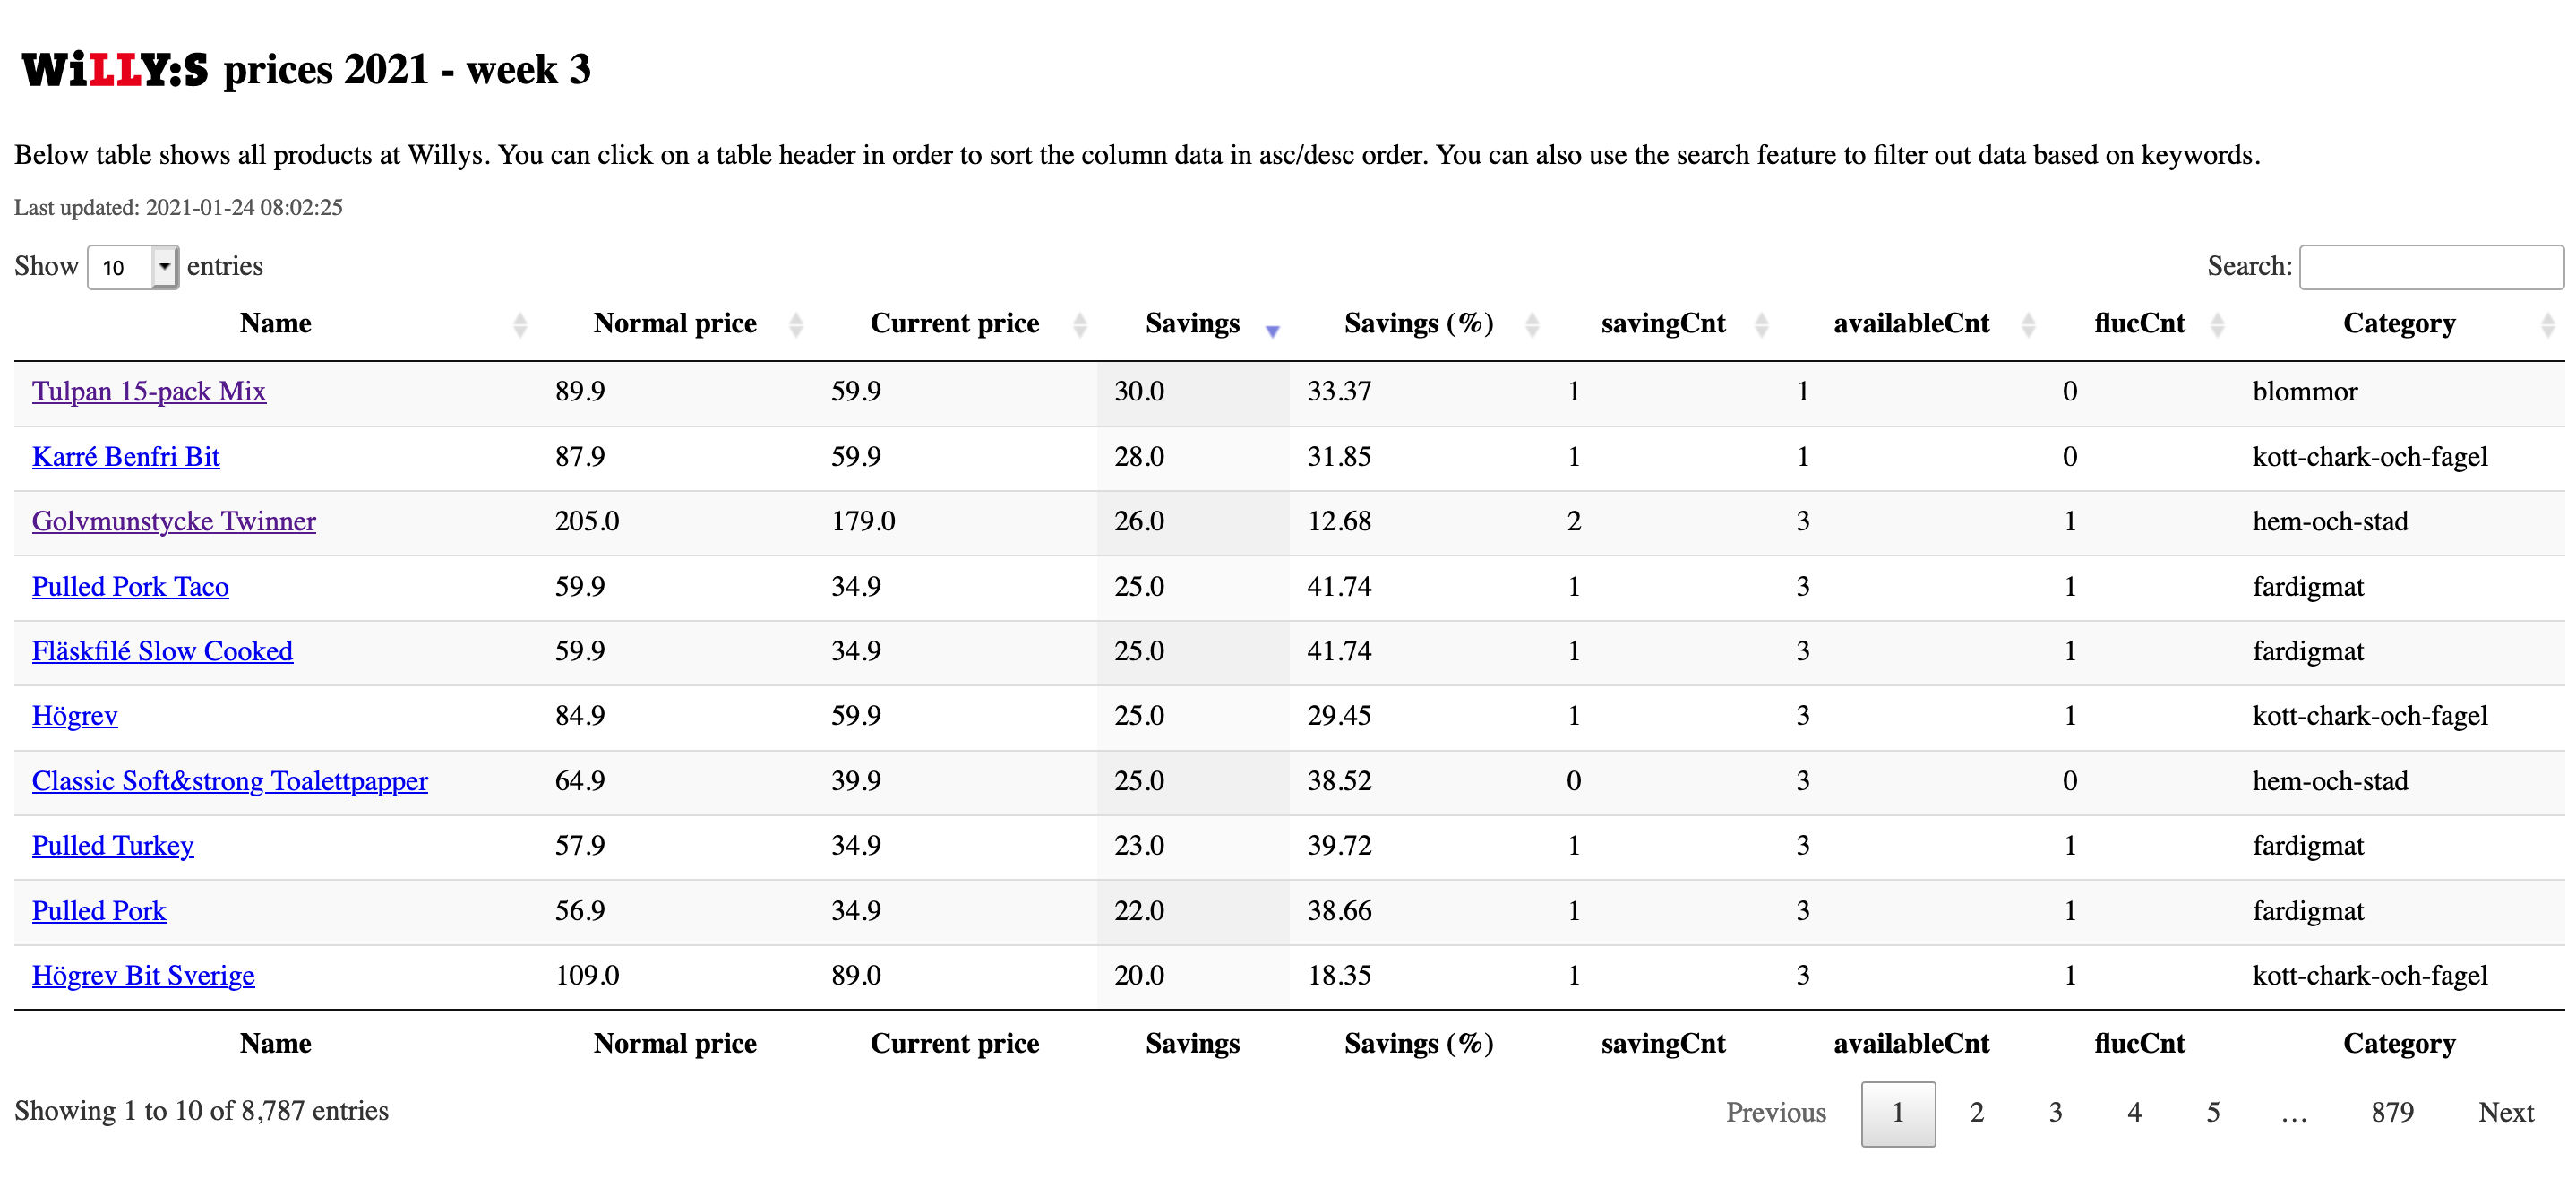 WiLLY:S prices 2021 - week 3
Below table shows all products at Willys. You can click on a table header in order to sort the column data in asc/desc order. You can also use the search feature to filter out data based on keywords.
Last updated: 2021-01-24 08:02:25
Show 10 entries Search:
Name Normal price Current price Savings Savings (%) savingCnt availableCnt flucCnt Category
Tulpan 15-pack Mix 89.9 59.9 30.0 33.37 1 1 0 blommor
Karré Benfri Bit 87.9 59.9 28.0 31.85 1 1 0 kott-chark-och-fagel
Golvmunstycke Twinner 205.0 179.0 26.0 12.68 2 3 1 hem-och-stad
Pulled Pork Taco 59.9 34.9 25.0 41.74 1 3 1 fardigmat
Fläskfilé Slow Cooked 59.9 34.9 25.0 41.74 1 3 1 fardigmat
Högrev 84.9 59.9 25.0 29.45 1 3 1 kott-chark-och-fagel
Classic Soft&strong Toalettpapper 64.9 39.9 25.0 38.52 0 3 0 hem-och-stad
Pulled Turkey 57.9 34.9 23.0 39.72 1 3 1 fardigmat
Pulled Pork 56.9 34.9 22.0 38.66 1 3 1 fardigmat
Högrev Bit Sverige 109.0 89.0 20.0 18.35 1 3 1 kott-chark-och-fagel
Name Normal price Current price Savings Savings (%) savingCnt availableCnt flucCnt Category
Showing 1 to 10 of 8,787 entries Previous 1 2 3 4 5 … 879 Next